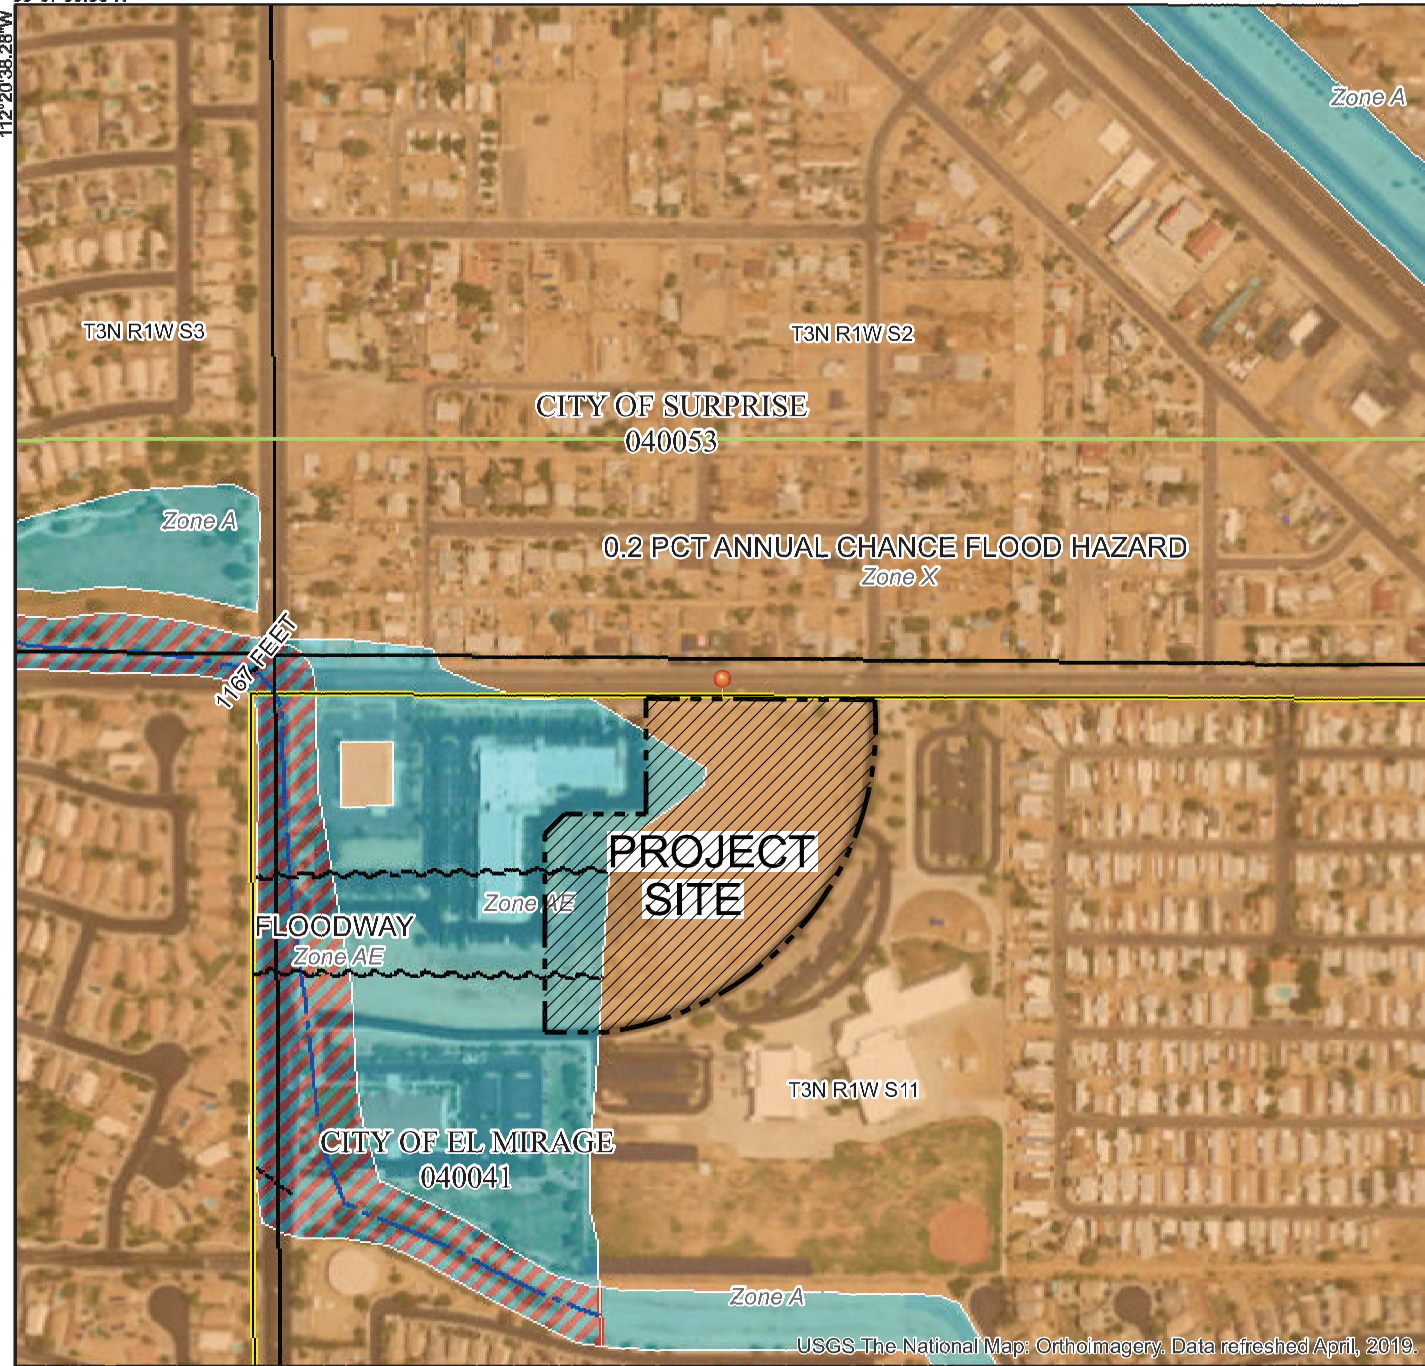 112°20'38.28"W
Zone A
T3N R1W S3
T3N R1W S2
CITY OF SURPRISE
040053
Zone A
0.2 PCT ANNUAL CHANCE FLOOD HAZARD
Zone X
1167 FEET
PROJECT
SITE
Zone AE
FLOODWAY
Zone AE
T3N R1W S11
CITY OF EL MIRAGE
040041
Zone A
USGS The National Map: Orthoimagery. Data refreshed April, 2019.